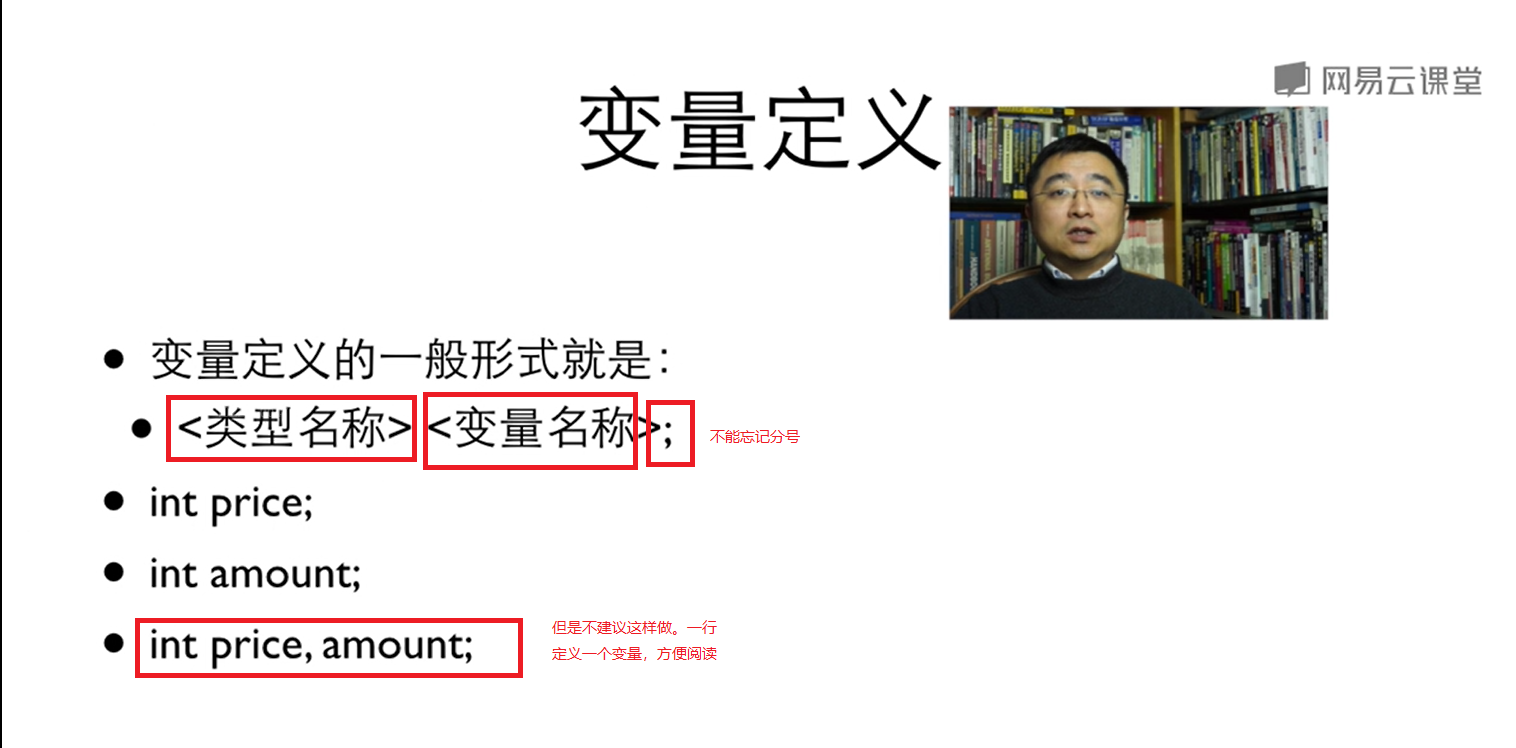 网易云课堂
变量定义
变量定义的一般形式就是：
<类型名称> <变量名称>;
不能忘记分号
int price;
int amount;
int price, amount;
但是不建议这样做。一行
定义一个变量，方便阅读